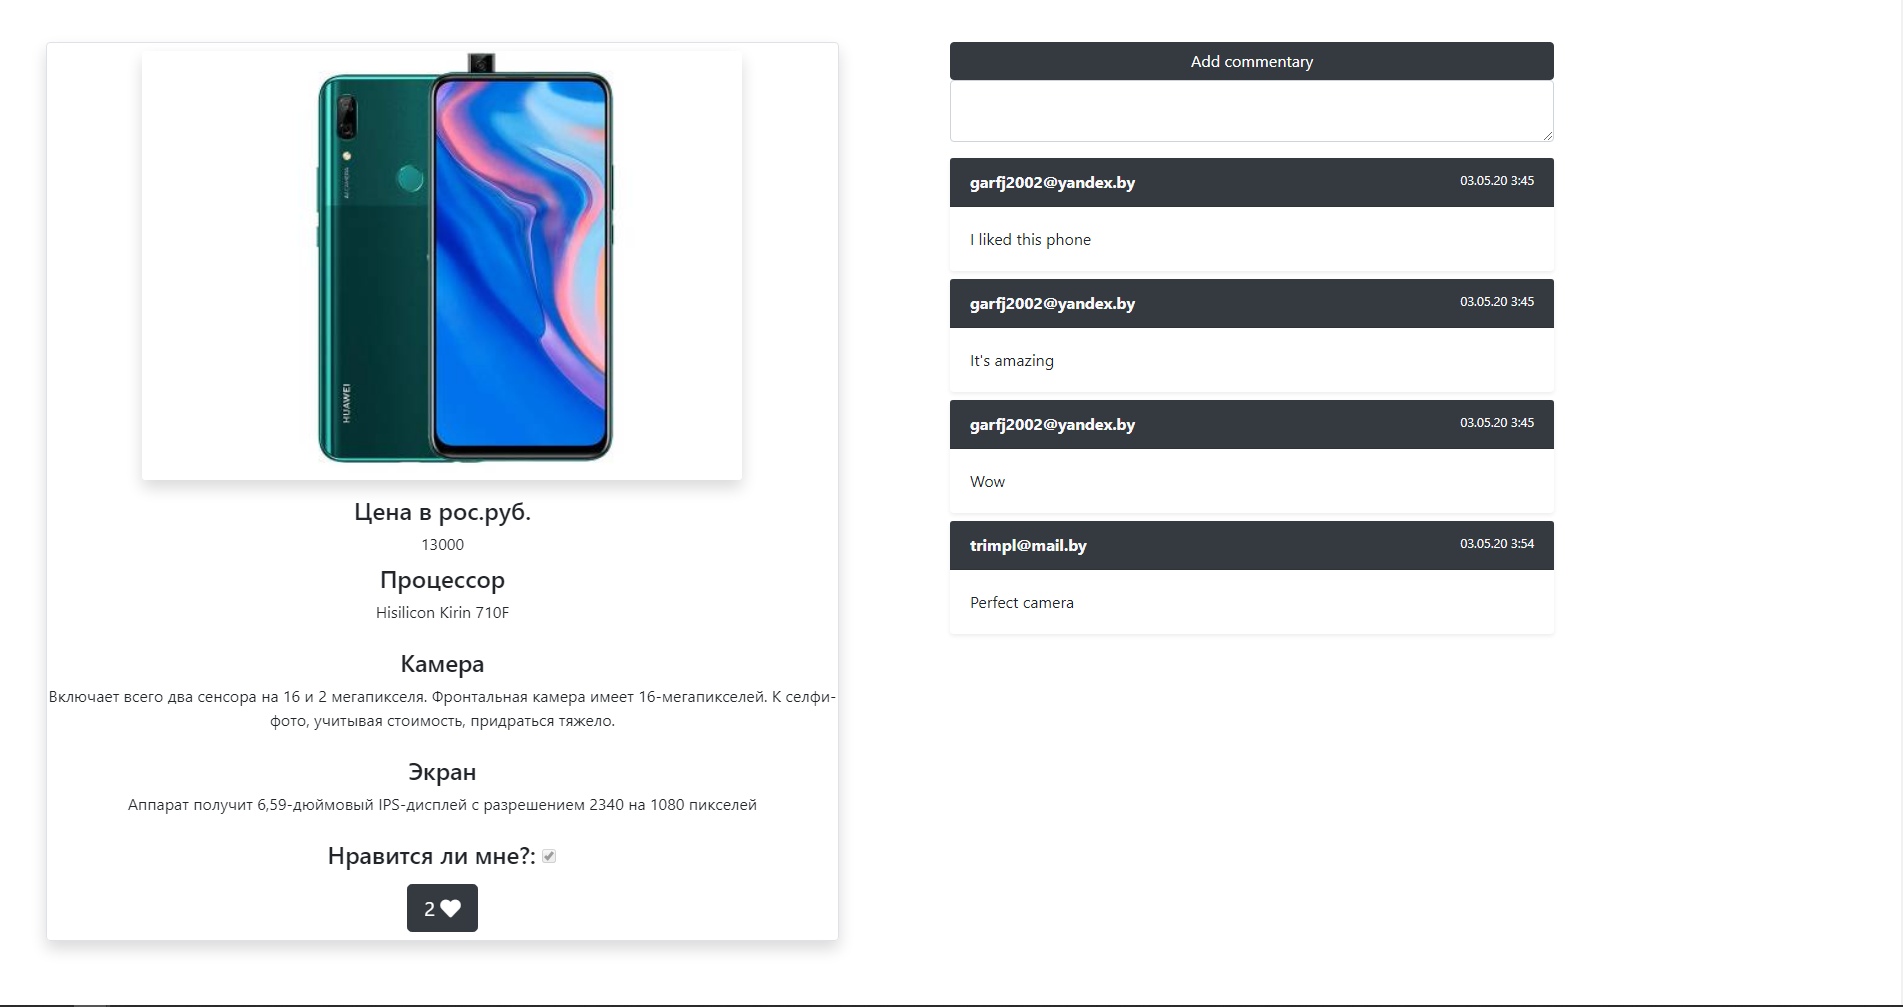 AI CAMERA
HUAWEI
Цена в рос.руб.
13000
Процессор
Hisilicon Kirin 710F
Камера
Включает всего два сенсора на 16 и 2 мегапикселя. Фронтальная камера имеет 16-мегапикселей. К селфи-
фото, учитывая стоимость, придраться тяжело.
Экран
Аппарат получит 6,59-дюймовый IPS-дисплей с разрешением 2340 на 1080 пикселей
Нравится ли мне?:
2
Add commentary
garfj2002@yandex.by 03.05.20 3:45
I liked this phone
garfj2002@yandex.by 03.05.20 3:45
It's amazing
garfj2002@yandex.by 03.05.20 3:45
Wow
trimpl@mail.by 03.05.20 3:54
Perfect camera